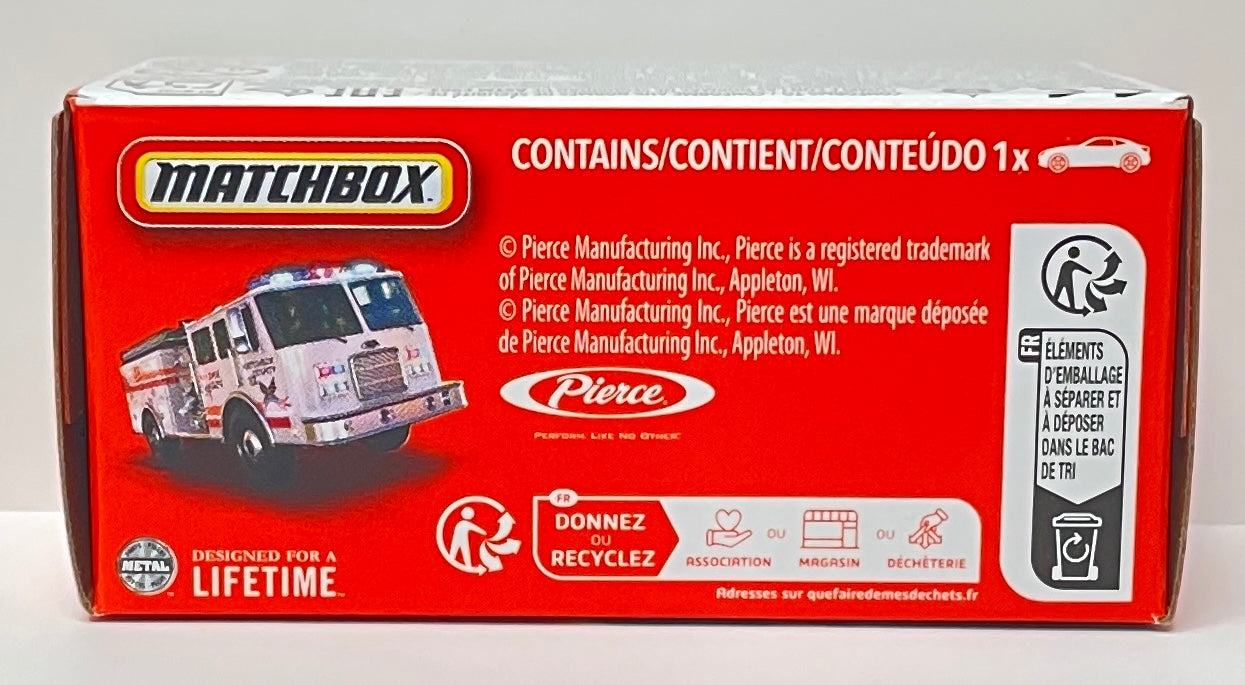 MATCHBOX
CONTAINS/CONTIENT/CONTEÚDO 1x
© Pierce Manufacturing Inc., Pierce is a registered trademark
of Pierce Manufacturing Inc., Appleton, WI.
© Pierce Manufacturing Inc., Pierce est une marque déposée
de Pierce Manufacturing Inc., Appleton, WI.
Pierce®
PERFORM. LIKE NO OTHER.™
METAL
DESIGNED FOR A
LIFETIME™
FR
DONNEZ
OU
RECYCLEZ
ASSOCIATION
OU
MAGASIN
OU
DÉCHÈTERIE
Adresses sur quefairedemesdechets.fr
FR
ÉLÉMENTS
D'EMBALLAGE
À SÉPARER ET
À DÉPOSER
DANS LE BAC
DE TRI